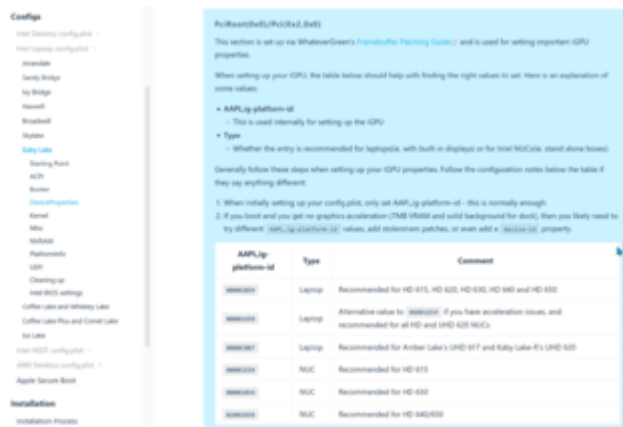 Configs
Intel Desktop config.plist
Intel Laptop config.plist
Arrandale
Sandy Bridge
Ivy Bridge
Haswell
Broadwell
Skylake
Kaby Lake
Starting Point
ACPI
Booter
DeviceProperties
Kernel
Misc
NVRAM
PlatformInfo
UEFI
Cleaning up
Intel BIOS settings
Coffee Lake and Whiskey Lake
Coffee Lake Plus and Comet Lake
Ice Lake
Intel HEDT config.plist
AMD Desktop config.plist
Apple Secure Boot
Installation
Installation Process
PciRoot(0x0)/Pci(0x2,0x0)
This section is set up via WhateverGreen's Framebuffer Patching Guide and is used for setting important iGPU
properties.
When setting up your iGPU, the table below should help with finding the right values to set. Here is an explanation of
some values:
• AAPL,ig-platform-id
◦ This is used internally for setting up the iGPU
• Type
◦ Whether the entry is recommended for laptops(ie. with built-in displays) or for Intel NUCs(ie. stand alone boxes)
Generally follow these steps when setting up your iGPU properties. Follow the configuration notes below the table if
they say anything different:
1. When initially setting up your config.plist, only set AAPL,ig-platform-id - this is normally enough
2. If you boot and you get no graphics acceleration (7MB VRAM and solid background for dock), then you likely need to
try different AAPL,ig-platform-id values, add stolenmem patches, or even add a device-id property.
AAPL,ig-platform-id Type Comment
Laptop Recommended for HD 615, HD 620, HD 630, HD 640 and HD 650
Laptop Alternative value to if you have acceleration issues, and
recommended for all HD and UHD 620 NUCs
Laptop Recommended for Amber Lake's UHD 617 and Kaby Lake-R's UHD 620
NUC Recommended for HD 615
NUC Recommended for HD 630
NUC Recommended for HD 640/650